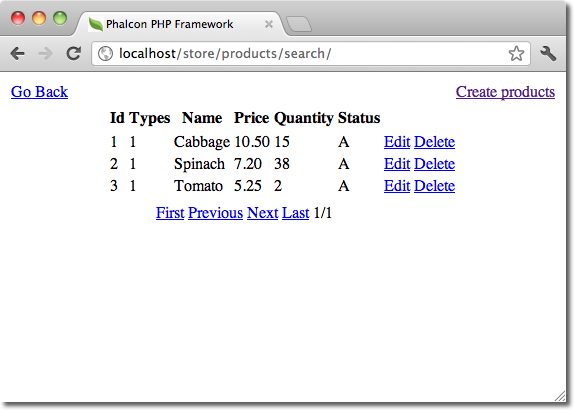 Phalcon PHP Framework
localhost/store/products/search/
Go Back Create products
Id Types Name Price Quantity Status
1 1 Cabbage 10.50 15 A Edit Delete
2 1 Spinach 7.20 38 A Edit Delete
3 1 Tomato 5.25 2 A Edit Delete
First Previous Next Last 1/1